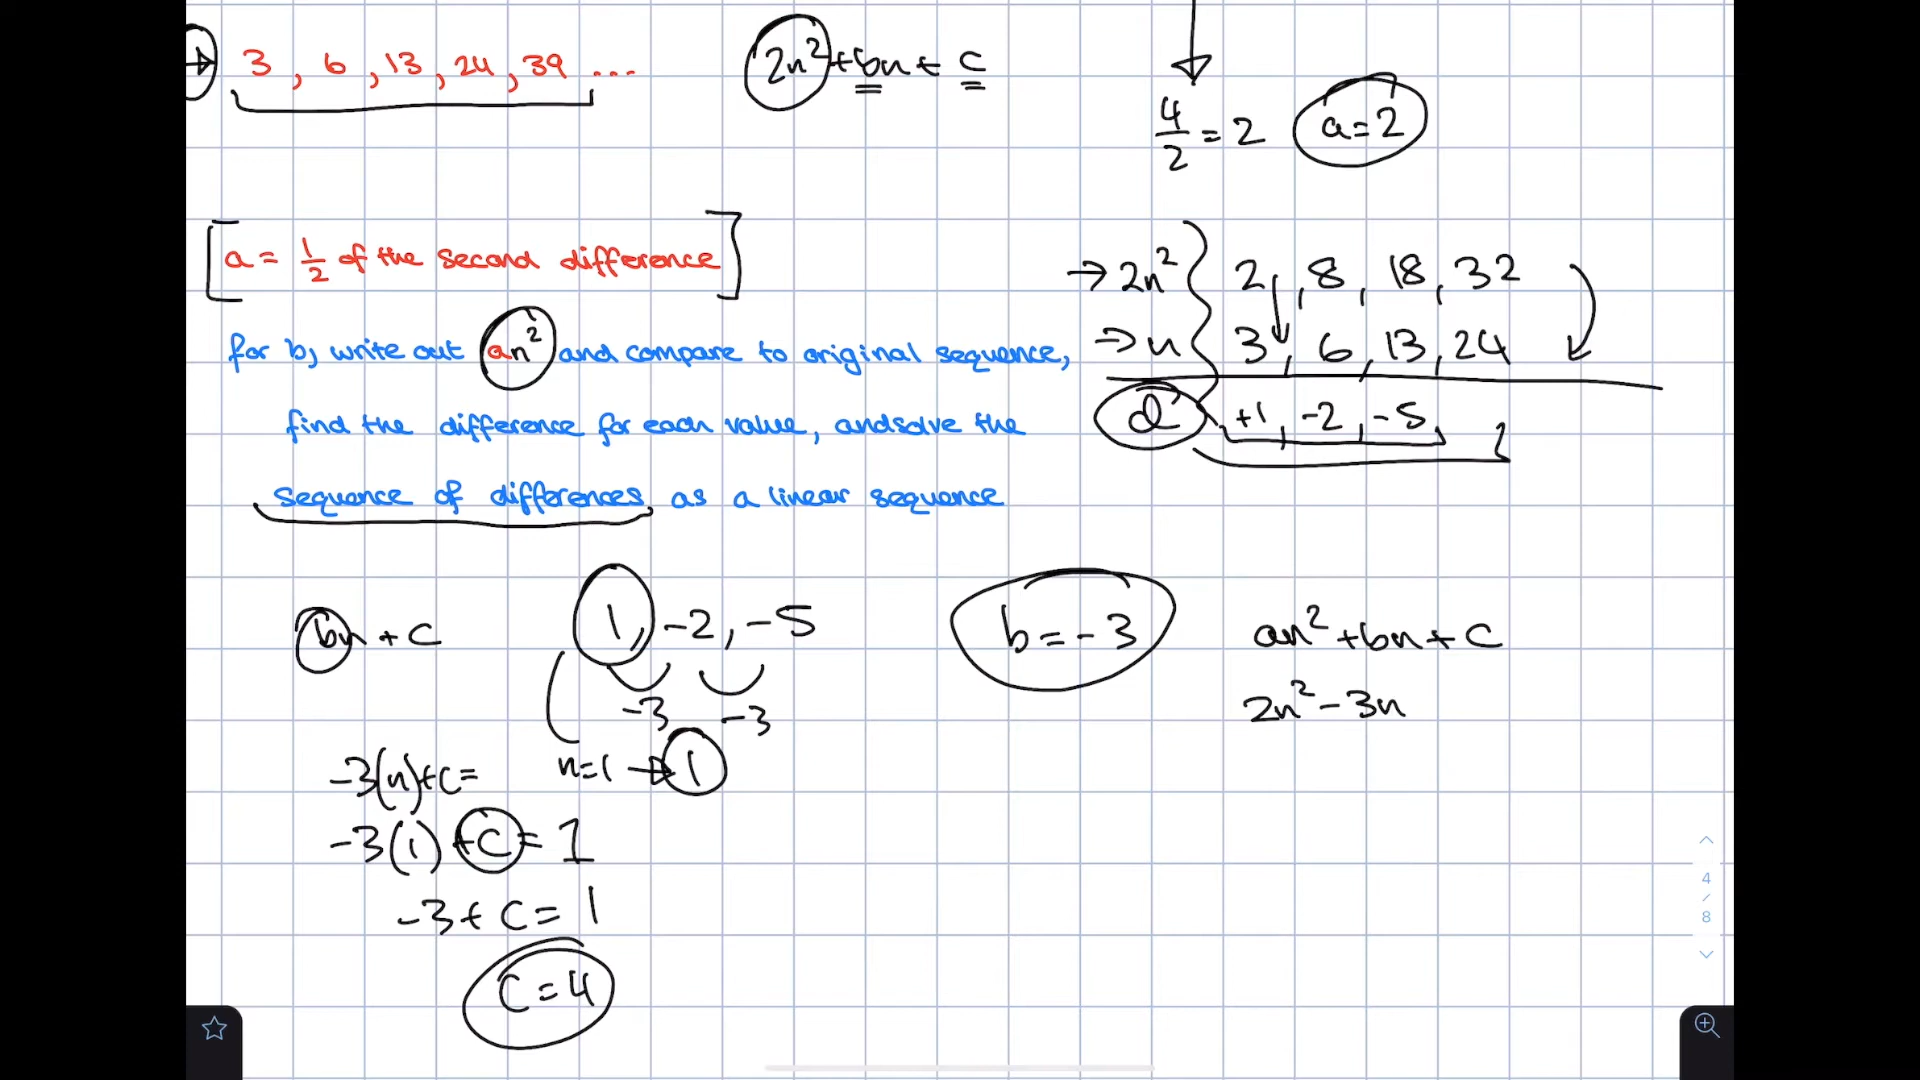 3, 6, 13, 24, 39 ...
2n² + bn + c
4/2 = 2
a = 2
[a = 1/2 of the second difference]
for b, write out an² and compare to original sequence,
find the difference for each value, andsolve the
sequence of differences, as a linear sequence
→ 2n² 2, 8, 18, 32
→ n 3, 6, 13, 24
d +1, -2, -5
bn + c
1, -2, -5
-3 -3
n=1 → 1
-3(n)+c=
-3(1)+c = 1
-3+c = 1
c = 4
b = -3
an² + bn + c
2n² - 3n
4
/
8